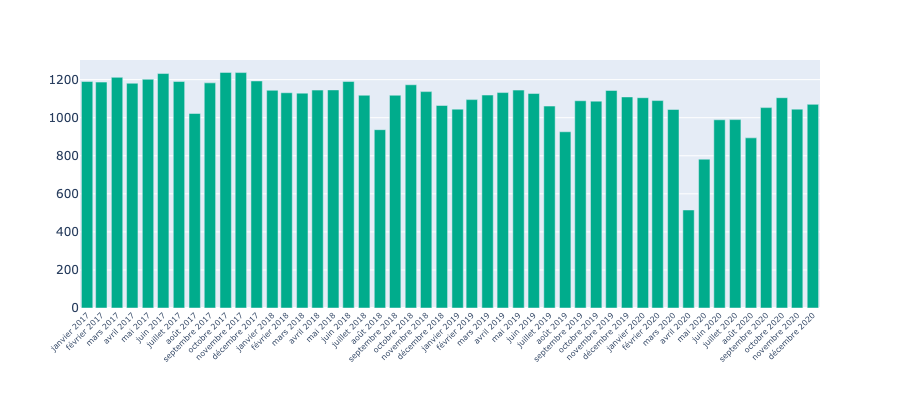 1200
1000
800
600
400
200
0
janvier 2017
février 2017
mars 2017
avril 2017
mai 2017
juin 2017
juillet 2017
août 2017
septembre 2017
octobre 2017
novembre 2017
décembre 2017
janvier 2018
février 2018
mars 2018
avril 2018
mai 2018
juin 2018
juillet 2018
août 2018
septembre 2018
octobre 2018
novembre 2018
décembre 2018
janvier 2019
février 2019
mars 2019
avril 2019
mai 2019
juin 2019
juillet 2019
août 2019
septembre 2019
octobre 2019
novembre 2019
décembre 2019
janvier 2020
février 2020
mars 2020
avril 2020
mai 2020
juin 2020
juillet 2020
août 2020
septembre 2020
octobre 2020
novembre 2020
décembre 2020